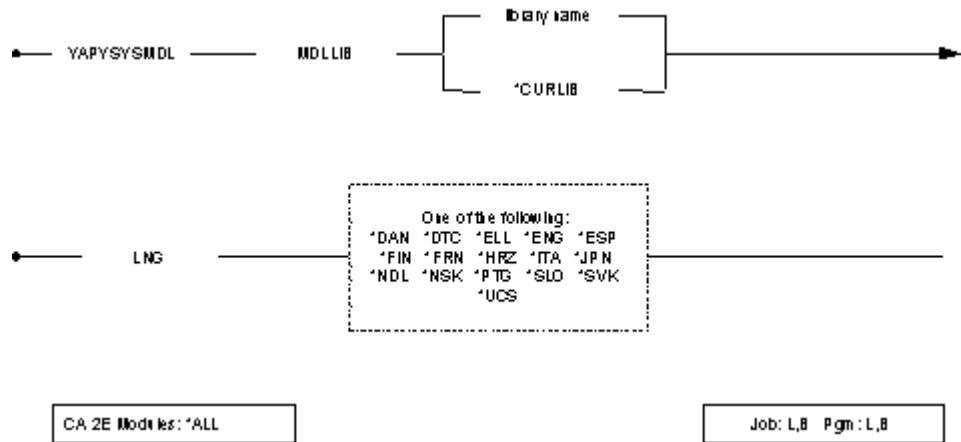 library name
YAPYSYSMDL
MDLLIB
*CURLIB
One of the following:
*DAN *DTC *ELL *ENG *ESP
*FIN *FRN *HRZ *ITA *JPN
*NDL *NSK *PTG *SLO *SVK
*UCS
LNG
CA 2E Modules: *ALL
Job: I,B Pgm: I,B